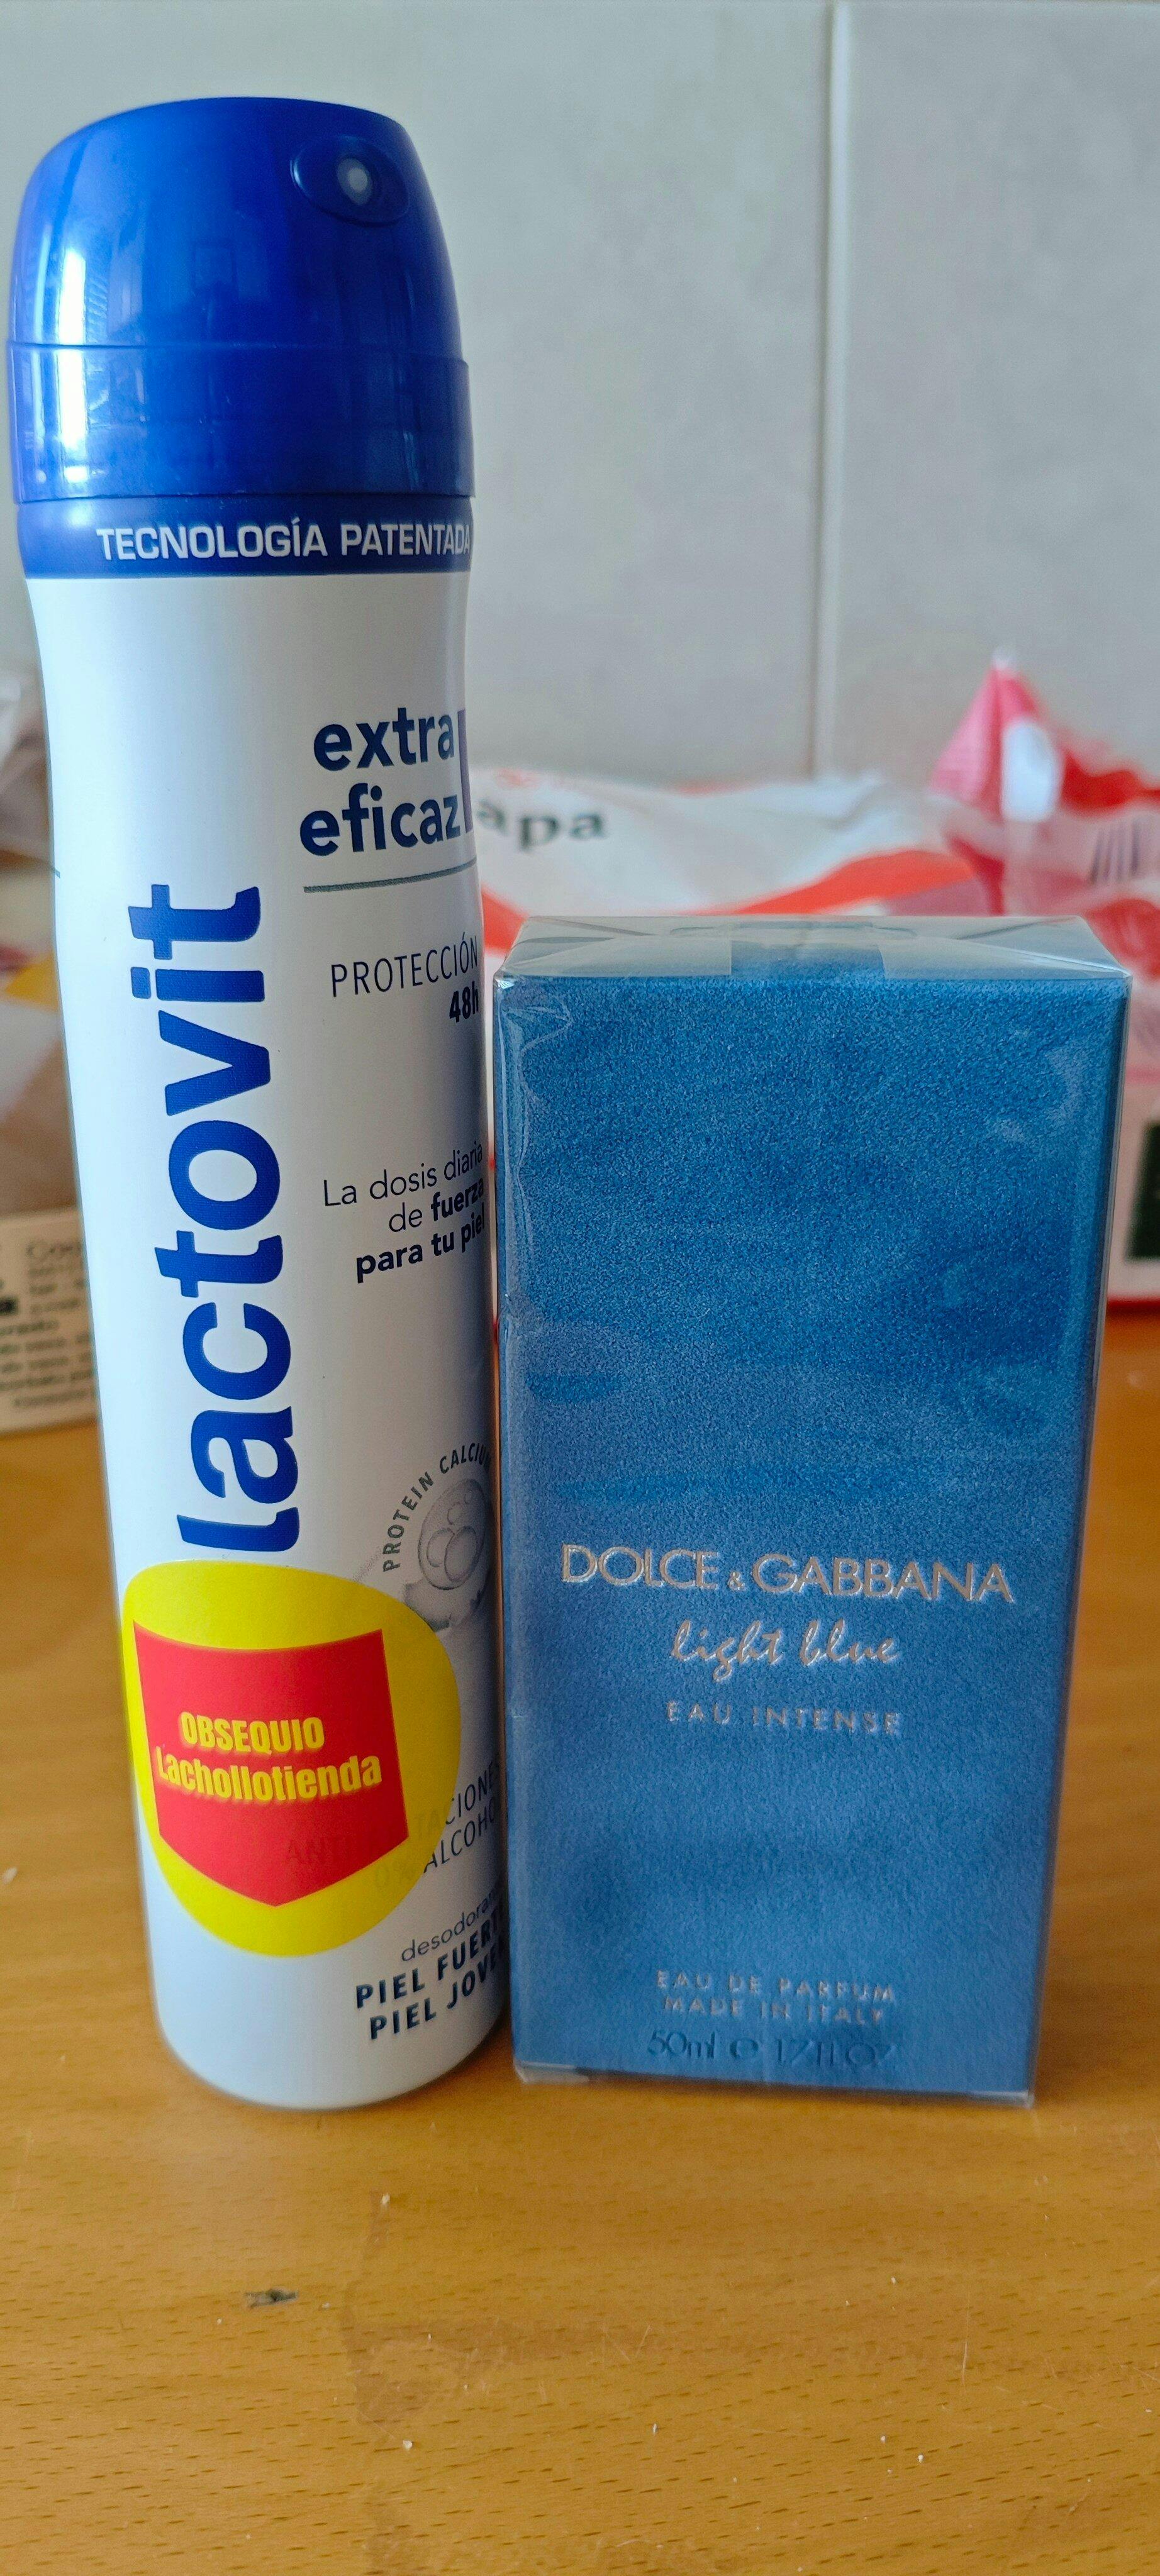 TECNOLOGÍA PATENTADA
extra
eficaz
PROTECCIÓN
48h
lactovit
La dosis diaria
de fuerza
para tu piel
PROTEIN CALCIUM
OBSEQUIO
Lachollotienda
PIEL FUERTE
PIEL JOVEN
apa
DOLCE & GABBANA
light blue
EAU INTENSE
EAU DE PARFUM
MADE IN ITALY
50ml e 1.7 FL.OZ